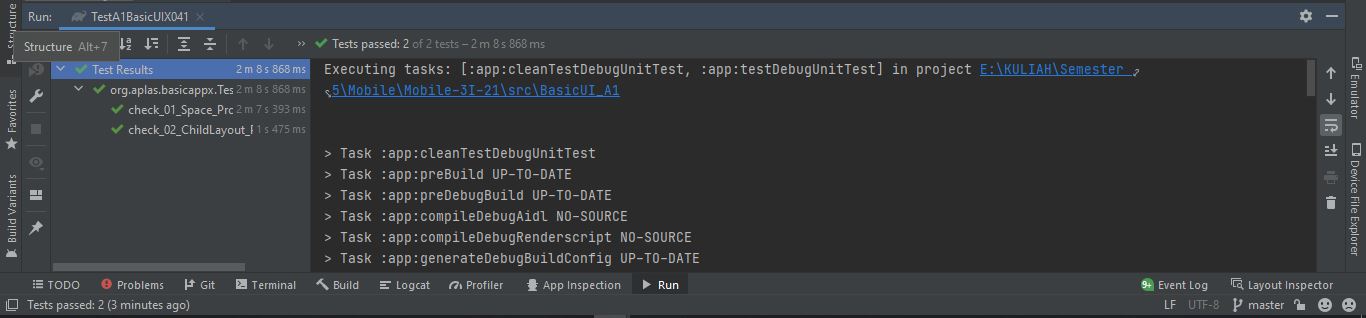 Structure
Run: TestA1BasicUIX041
Structure Alt+7
Tests passed: 2 of 2 tests – 2 m 8 s 868 ms
Test Results 2 m 8 s 868 ms
org.aplas.basicappx.Tes 2 m 8 s 868 ms
check_01_Space_Pro 2 m 7 s 393 ms
check_02_ChildLayout_P 1 s 475 ms
Executing tasks: [:app:cleanTestDebugUnitTest, :app:testDebugUnitTest] in project E:\KULIAH\Semester
5\Mobile\Mobile-3I-21\src\BasicUI_A1
> Task :app:cleanTestDebugUnitTest
> Task :app:preBuild UP-TO-DATE
> Task :app:preDebugBuild UP-TO-DATE
> Task :app:compileDebugAidl NO-SOURCE
> Task :app:compileDebugRenderscript NO-SOURCE
> Task :app:generateDebugBuildConfig UP-TO-DATE
Favorites
Build Variants
Emulator
Device File Explorer
TODO Problems Git Terminal Build Logcat Profiler App Inspection Run 9+ Event Log Layout Inspector
Tests passed: 2 (3 minutes ago) LF UTF-8 master